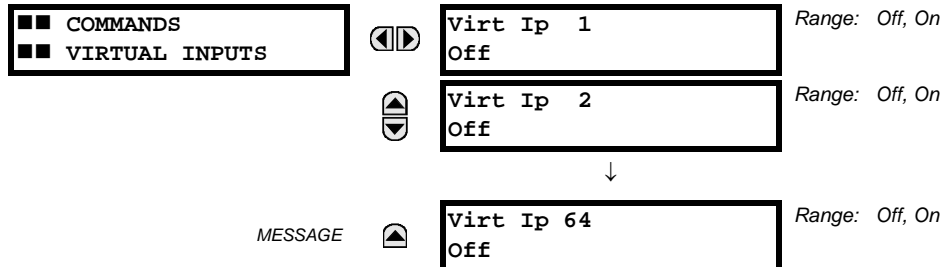 ■■ COMMANDS
■■ VIRTUAL INPUTS
Virt Ip 1
Off
Range: Off, On
Virt Ip 2
Off
Range: Off, On
↓
MESSAGE
Virt Ip 64
Off
Range: Off, On